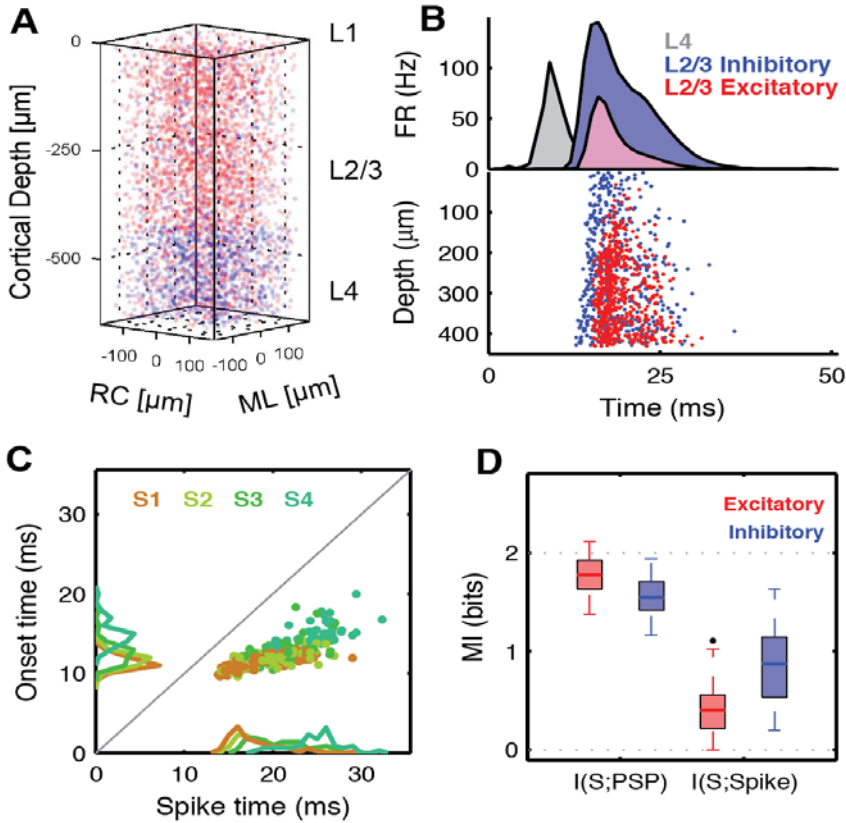 A
0
-250
-500
Cortical Depth [µm]
L1
L2/3
L4
-100
0
100
-100
0
100
RC [µm]
ML [µm]
B
L4
L2/3 Inhibitory
L2/3 Excitatory
100
50
0
FR (Hz)
100
200
300
400
Depth (µm)
0
25
50
Time (ms)
C
S1 S2 S3 S4
30
20
10
0
Onset time (ms)
0
10
20
30
Spike time (ms)
D
Excitatory
Inhibitory
2
1
0
MI (bits)
I(S;PSP)
I(S;Spike)